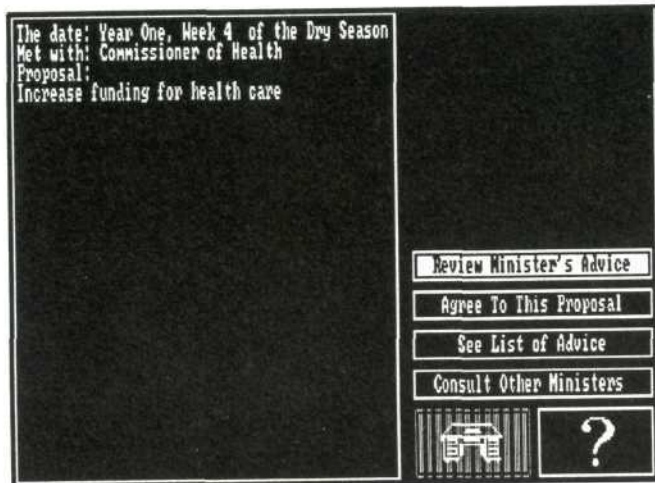 The date: Year One, Week 4 of the Dry Season
Met with: Commissioner of Health
Proposal:
Increase funding for health care
Review Minister's Advice
Agree To This Proposal
See List of Advice
Consult Other Ministers
?